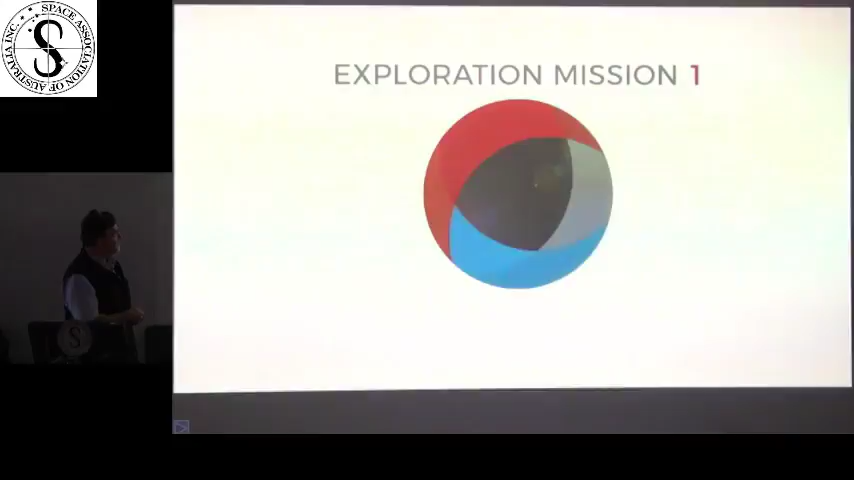 SPACE ASSOCIATION
OF AUSTRALIA INC.
S
EXPLORATION MISSION 1
S